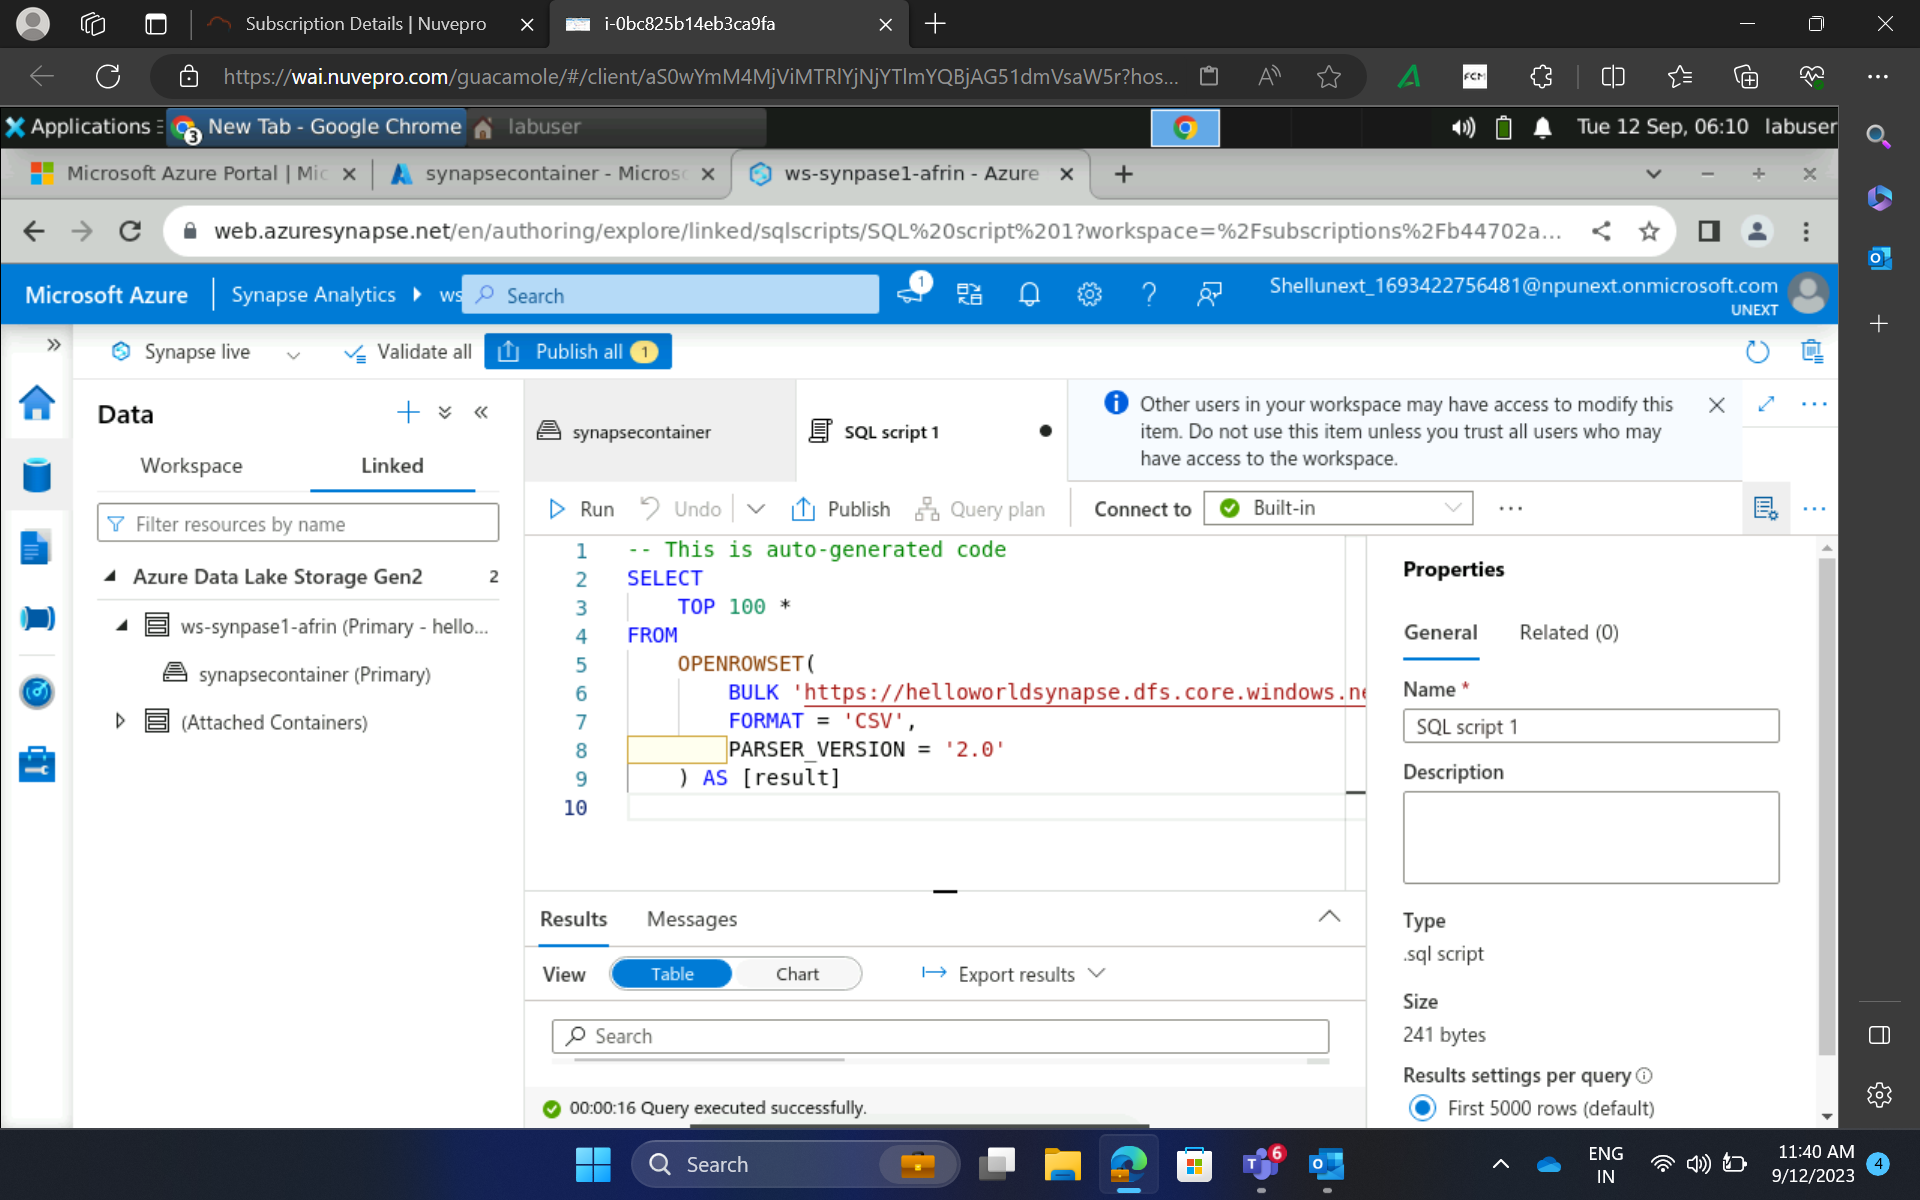 Subscription Details | Nuvepro
i-0bc825b14eb3ca9fa
https://wai.nuvepro.com/guacamole/#/client/aS0wYmM4MjViMTRlYjNjYTlmYQBjAG51dmVsaW5r?hos...
FCM
Applications
3
New Tab - Google Chrome
labuser
Tue 12 Sep, 06:10 labuser
Microsoft Azure Portal | Mic
synapsecontainer - Microso
ws-synpase1-afrin - Azure
web.azuresynapse.net/en/authoring/explore/linked/sqlscripts/SQL%20script%201?workspace=%2Fsubscriptions%2Fb44702a...
Microsoft Azure
Synapse Analytics
ws
Search
1
Shellunext_1693422756481@npunext.onmicrosoft.com
UNEXT
Synapse live
Validate all
Publish all 1
Data
Workspace
Linked
Filter resources by name
Azure Data Lake Storage Gen2 2
ws-synpase1-afrin (Primary - hello...
synapsecontainer (Primary)
(Attached Containers)
synapsecontainer
SQL script 1
Other users in your workspace may have access to modify this
item. Do not use this item unless you trust all users who may
have access to the workspace.
Run
Undo
Publish
Query plan
Connect to
Built-in
1 -- This is auto-generated code
2 SELECT
3 TOP 100 *
4 FROM
5 OPENROWSET(
6 BULK 'https://helloworldsynapse.dfs.core.windows.ne
7 FORMAT = 'CSV',
8 PARSER_VERSION = '2.0'
9 ) AS [result]
10
Results
Messages
View
Table
Chart
Export results
Search
00:00:16 Query executed successfully.
Properties
General
Related (0)
Name *
SQL script 1
Description
Type
.sql script
Size
241 bytes
Results settings per query
First 5000 rows (default)
Search
6
ENG
IN
11:40 AM
9/12/2023
4